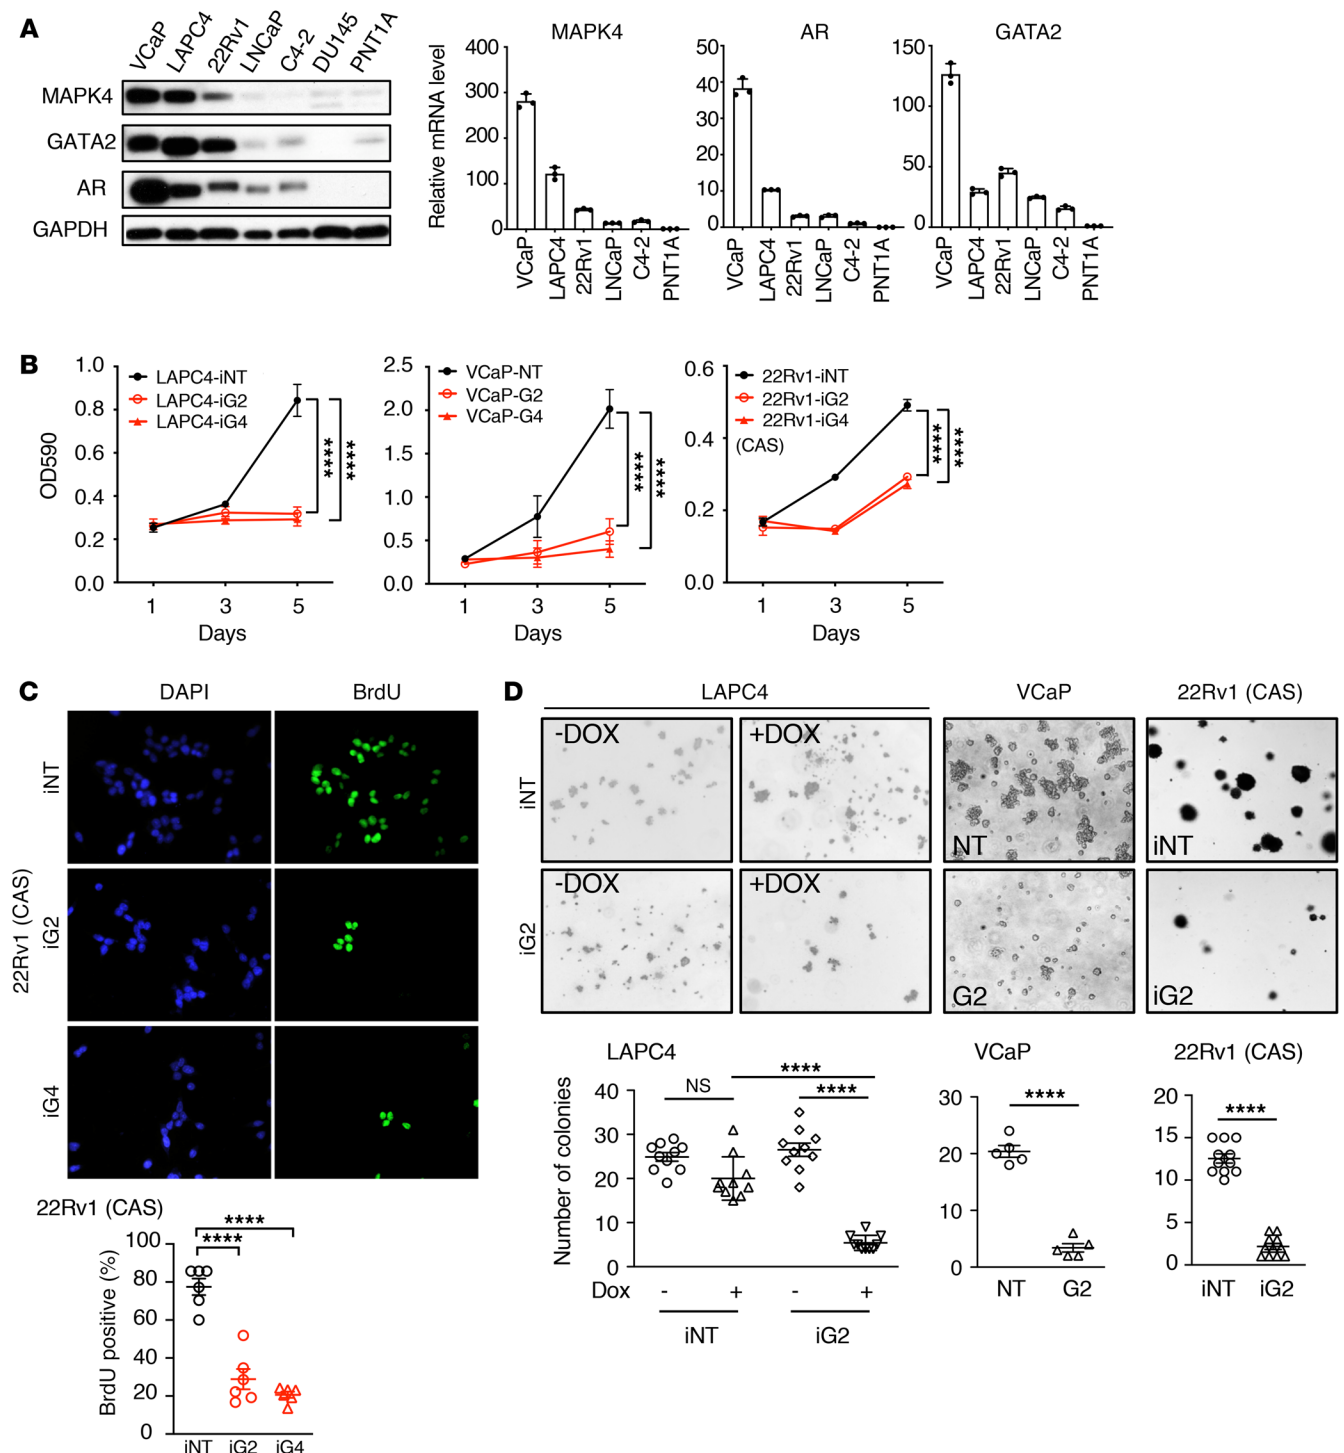 A
VCaP
LAPC4
22Rv1
LNCaP
C4-2
DU145
PNT1A
MAPK4
GATA2
AR
GAPDH
MAPK4
Relative mRNA level
400
300
200
100
0
VCaP
LAPC4
22Rv1
LNCaP
C4-2
PNT1A
AR
50
40
30
20
10
0
VCaP
LAPC4
22Rv1
LNCaP
C4-2
PNT1A
GATA2
150
100
50
0
VCaP
LAPC4
22Rv1
LNCaP
C4-2
PNT1A
B
OD590
1.0
0.8
0.6
0.4
0.2
0.0
LAPC4-iNT
LAPC4-iG2
LAPC4-iG4
****
****
1 3 5
Days
2.5
2.0
1.5
1.0
0.5
0.0
VCaP-NT
VCaP-G2
VCaP-G4
****
****
1 3 5
Days
0.6
0.4
0.2
0.0
22Rv1-iNT
22Rv1-iG2
22Rv1-iG4
(CAS)
****
****
1 3 5
Days
C
DAPI BrdU
22Rv1 (CAS)
iNT
iG2
iG4
22Rv1 (CAS)
BrdU positive (%)
100
80
60
40
20
0
****
****
iNT iG2 iG4
D
LAPC4 VCaP 22Rv1 (CAS)
iNT
-DOX
+DOX
NT
iNT
iG2
-DOX
+DOX
G2
iG2
LAPC4
Number of colonies
40
30
20
10
0
NS
****
****
Dox - + - +
iNT iG2
VCaP
30
20
10
0
****
NT G2
22Rv1 (CAS)
20
15
10
5
0
****
iNT iG2